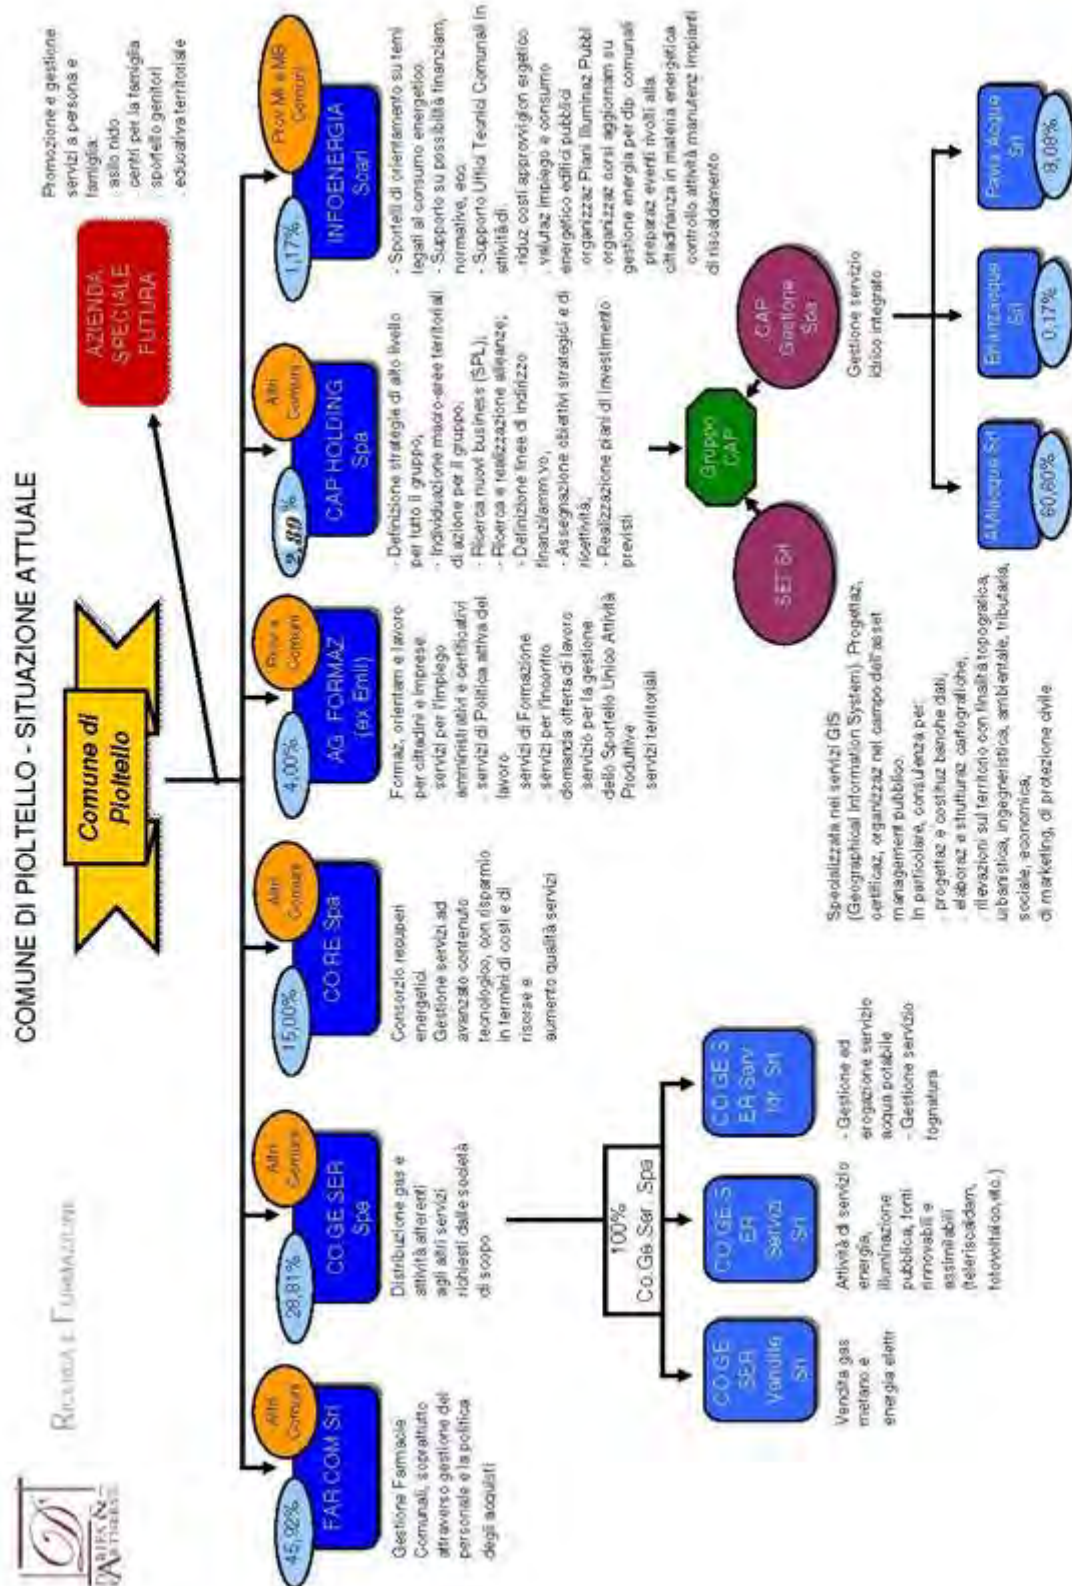 COMUNE DI PIOLTELLO - SITUAZIONE ATTUALE
RICERCA E FORMAZIONE
Comune di
Pioltello
AZIENDA
SPECIALE
FUTURA
Promozione e gestione
servizi a persona e
famiglia:
- asilo nido
- centri per la famiglia
- sportello genitori
- educativa territoriale
45,92%
Altri
Comuni
FAR COM Srl
Gestione Farmacie
Comunali, soprattutto
attraverso gestione del
personale e la politica
degli acquisti
28,81%
Altri
Comuni
CO GE SER
Spa
Distribuzione gas e
attività afferenti
agli altri servizi
richiesti dalle società
di scopo
15,00%
Altri
Comuni
CO RE Spa
Consorzio recuperi
energetici.
Gestione servizi ad
avanzato contenuto
tecnologico, con risparmio
in termini di costi e di
risorse e
aumento qualità servizi
4,00%
Prov e
Comuni
AG. FORMAZ
(ex Emit)
Formaz, orientam e lavoro
per cittadini e imprese.
- servizi per l'impiego
amministrativi e certificativi
- servizi di Politica attiva del
lavoro
- servizi di Formazione
- servizi per l'incontro
domanda offerta di lavoro
- servizio per la gestione
dello Sportello Unico Attività
Produttive
- servizi territoriali
2,89 %
Altri
Comuni
CAP HOLDING
Spa
- Definizione strategie di alto livello
per tutto il gruppo;
- Individuazione macro-aree territoriali
di azione per il gruppo;
- Ricerca nuovi business (SPL);
- Ricerca e realizzazione alleanze;
- Definizione linee di indirizzo
finanz/amm.vo;
- Assegnazione obiettivi strategici e di
ricettività;
- Realizzazione piani di investimento
previsti
1,17%
Prov MI e MB
Comuni
INFOENERGIA
Scarl
- Sportelli di orientamento su temi
legati al consumo energetico.
- Supporto su possibilità finanziam,
normative, ecc.
- Supporto Uffici Tecnici Comunali in
attività di:
- riduz costi approvvigion ergetico
- valutaz impiego e consumo
energetico edifici pubblici
- organizzaz Piani Illuminaz Pubbl
- organizzaz corsi aggiornam su
gestione energia per dip. comunali
- preparaz eventi rivolti alla
cittadinanza in materia energetica
- controllo attività manutenz impianti
di riscaldamento
100%
Co.Ge.Ser. Spa
CO GE
SER
Vendite
Srl
Vendita gas
metano e
energia elettr
CO GE S
ER
Servizi
Srl
Attività di servizio
energia,
illuminazione
pubblica, fonti
rinnovabili e
assimilabili
(teleriscaldam,
fotovoltaico, etc.)
CO GE S
ER Serv
Idr. Srl
- Gestione ed
erogazione servizio
acqua potabile
- Gestione servizio
fognatura
SET Srl
Gruppo
CAP
CAP
Gestione
Spa
Specializzata nei servizi GIS
(Geographical Information System). Progettaz,
certificaz, organizzaz nel campo dell'asset
management pubblico.
In particolare, consulenza per:
- progettaz e costituz banche dati,
- elaboraz e strutturaz cartografiche,
- rilevazioni sul territorio con finalità topografica,
urbanistica, ingegneristica, ambientale, tributaria,
sociale, economica,
di marketing, di protezione civile
Gestione servizio
idrico integrato
AMIacque Srl
60,60%
Brianzacque
Srl
0,17%
Pavia Acque
Srl
9,08%